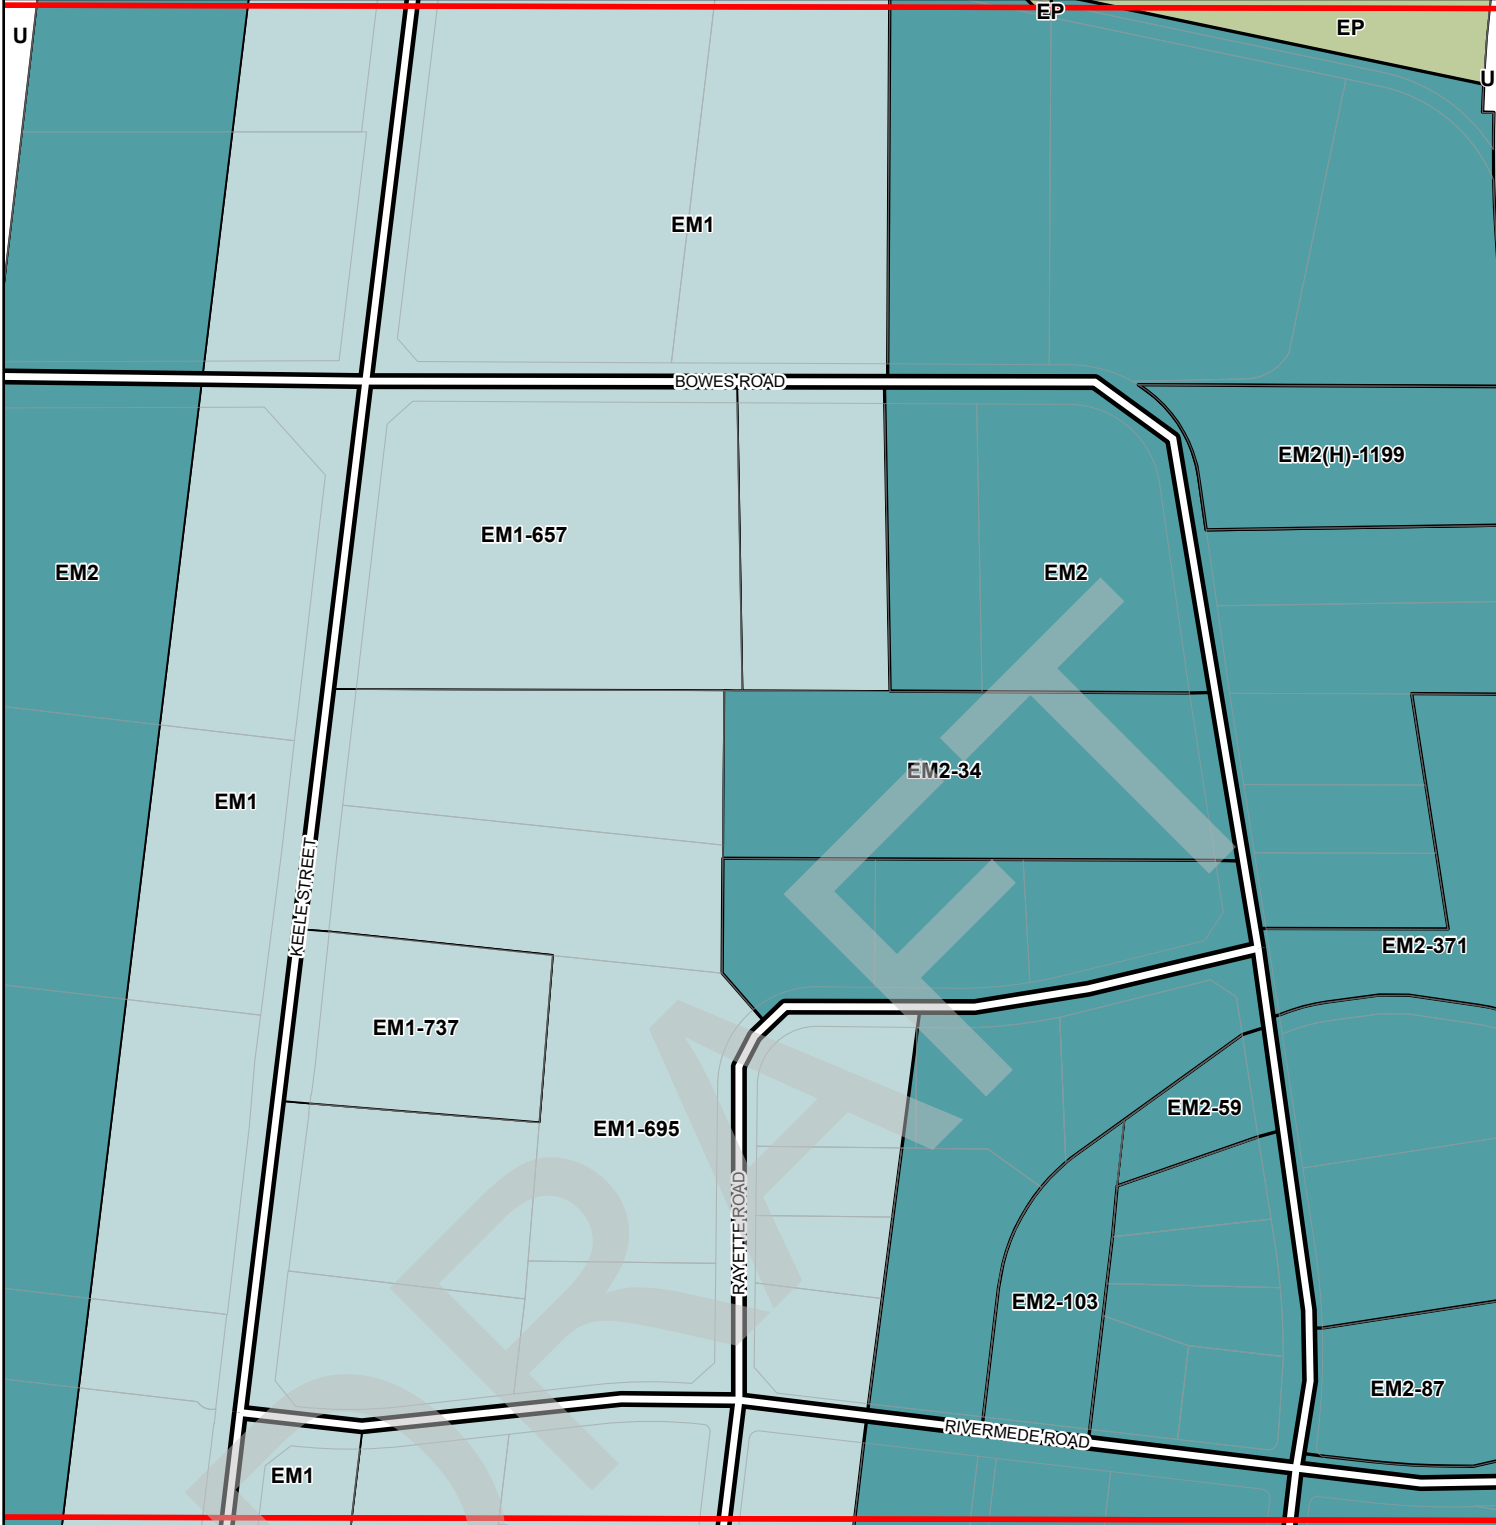 EP
EP
U
U
EM1
BOWES ROAD
EM2(H)-1199
EM1-657
EM2
EM2
EM2-34
EM1
KEELE STREET
EM2-371
EM1-737
EM2-59
EM1-695
RAYETTE ROAD
EM2-103
EM2-87
RIVERMEDE ROAD
EM1
DRAFT